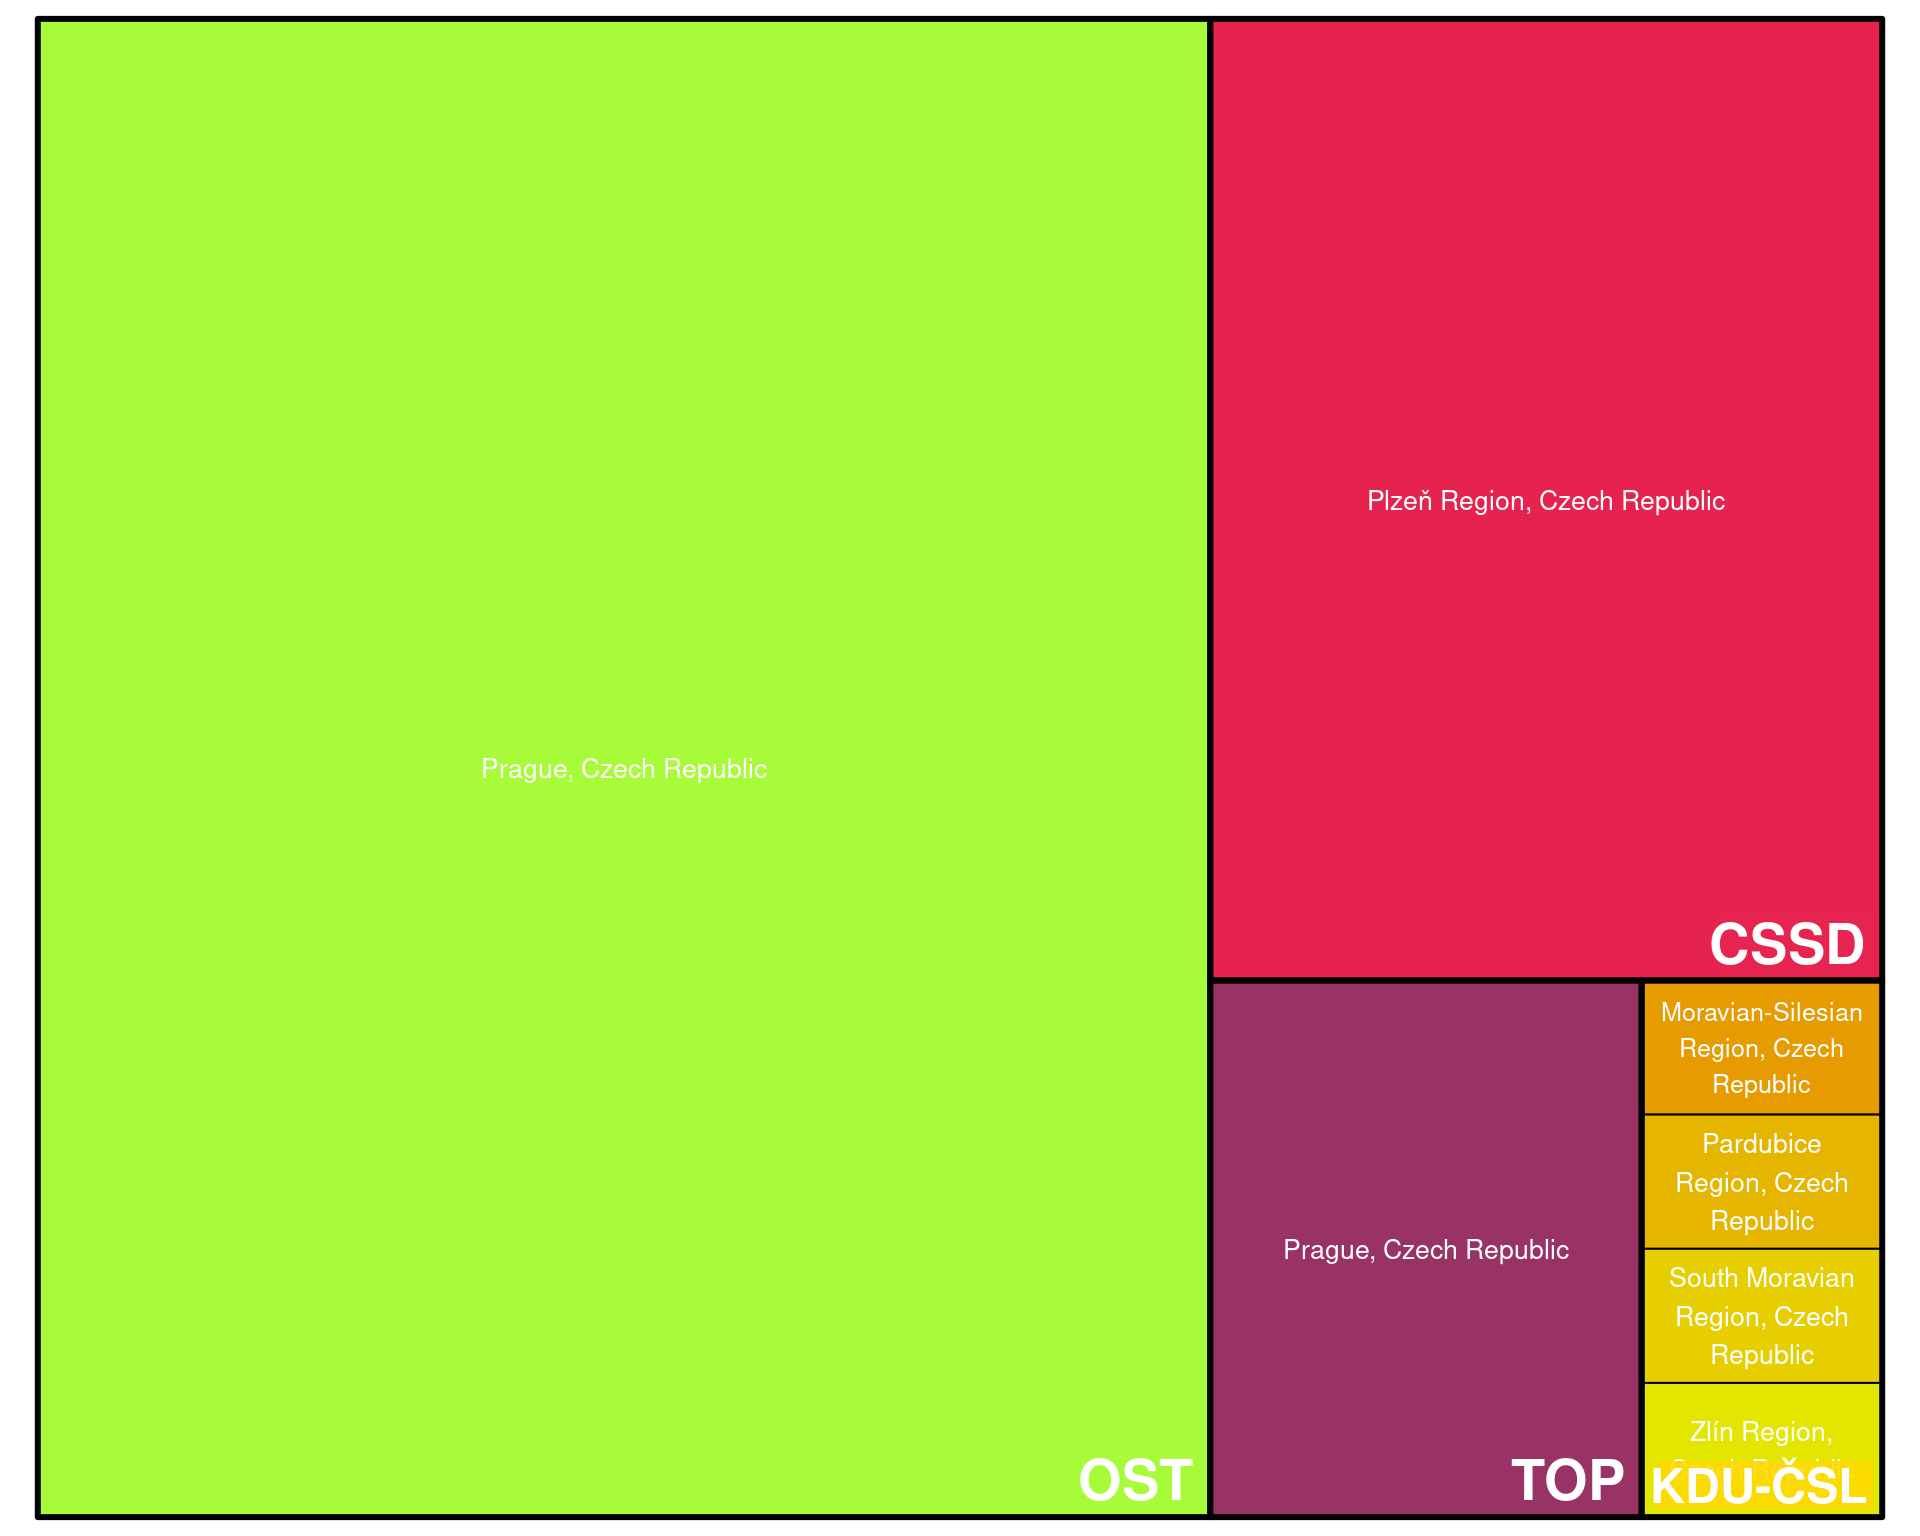 Prague, Czech Republic
OST
Plzeň Region, Czech Republic
CSSD
Prague, Czech Republic
TOP
Moravian-Silesian
Region, Czech
Republic
Pardubice
Region, Czech
Republic
South Moravian
Region, Czech
Republic
Zlín Region,
KDU-ČSL